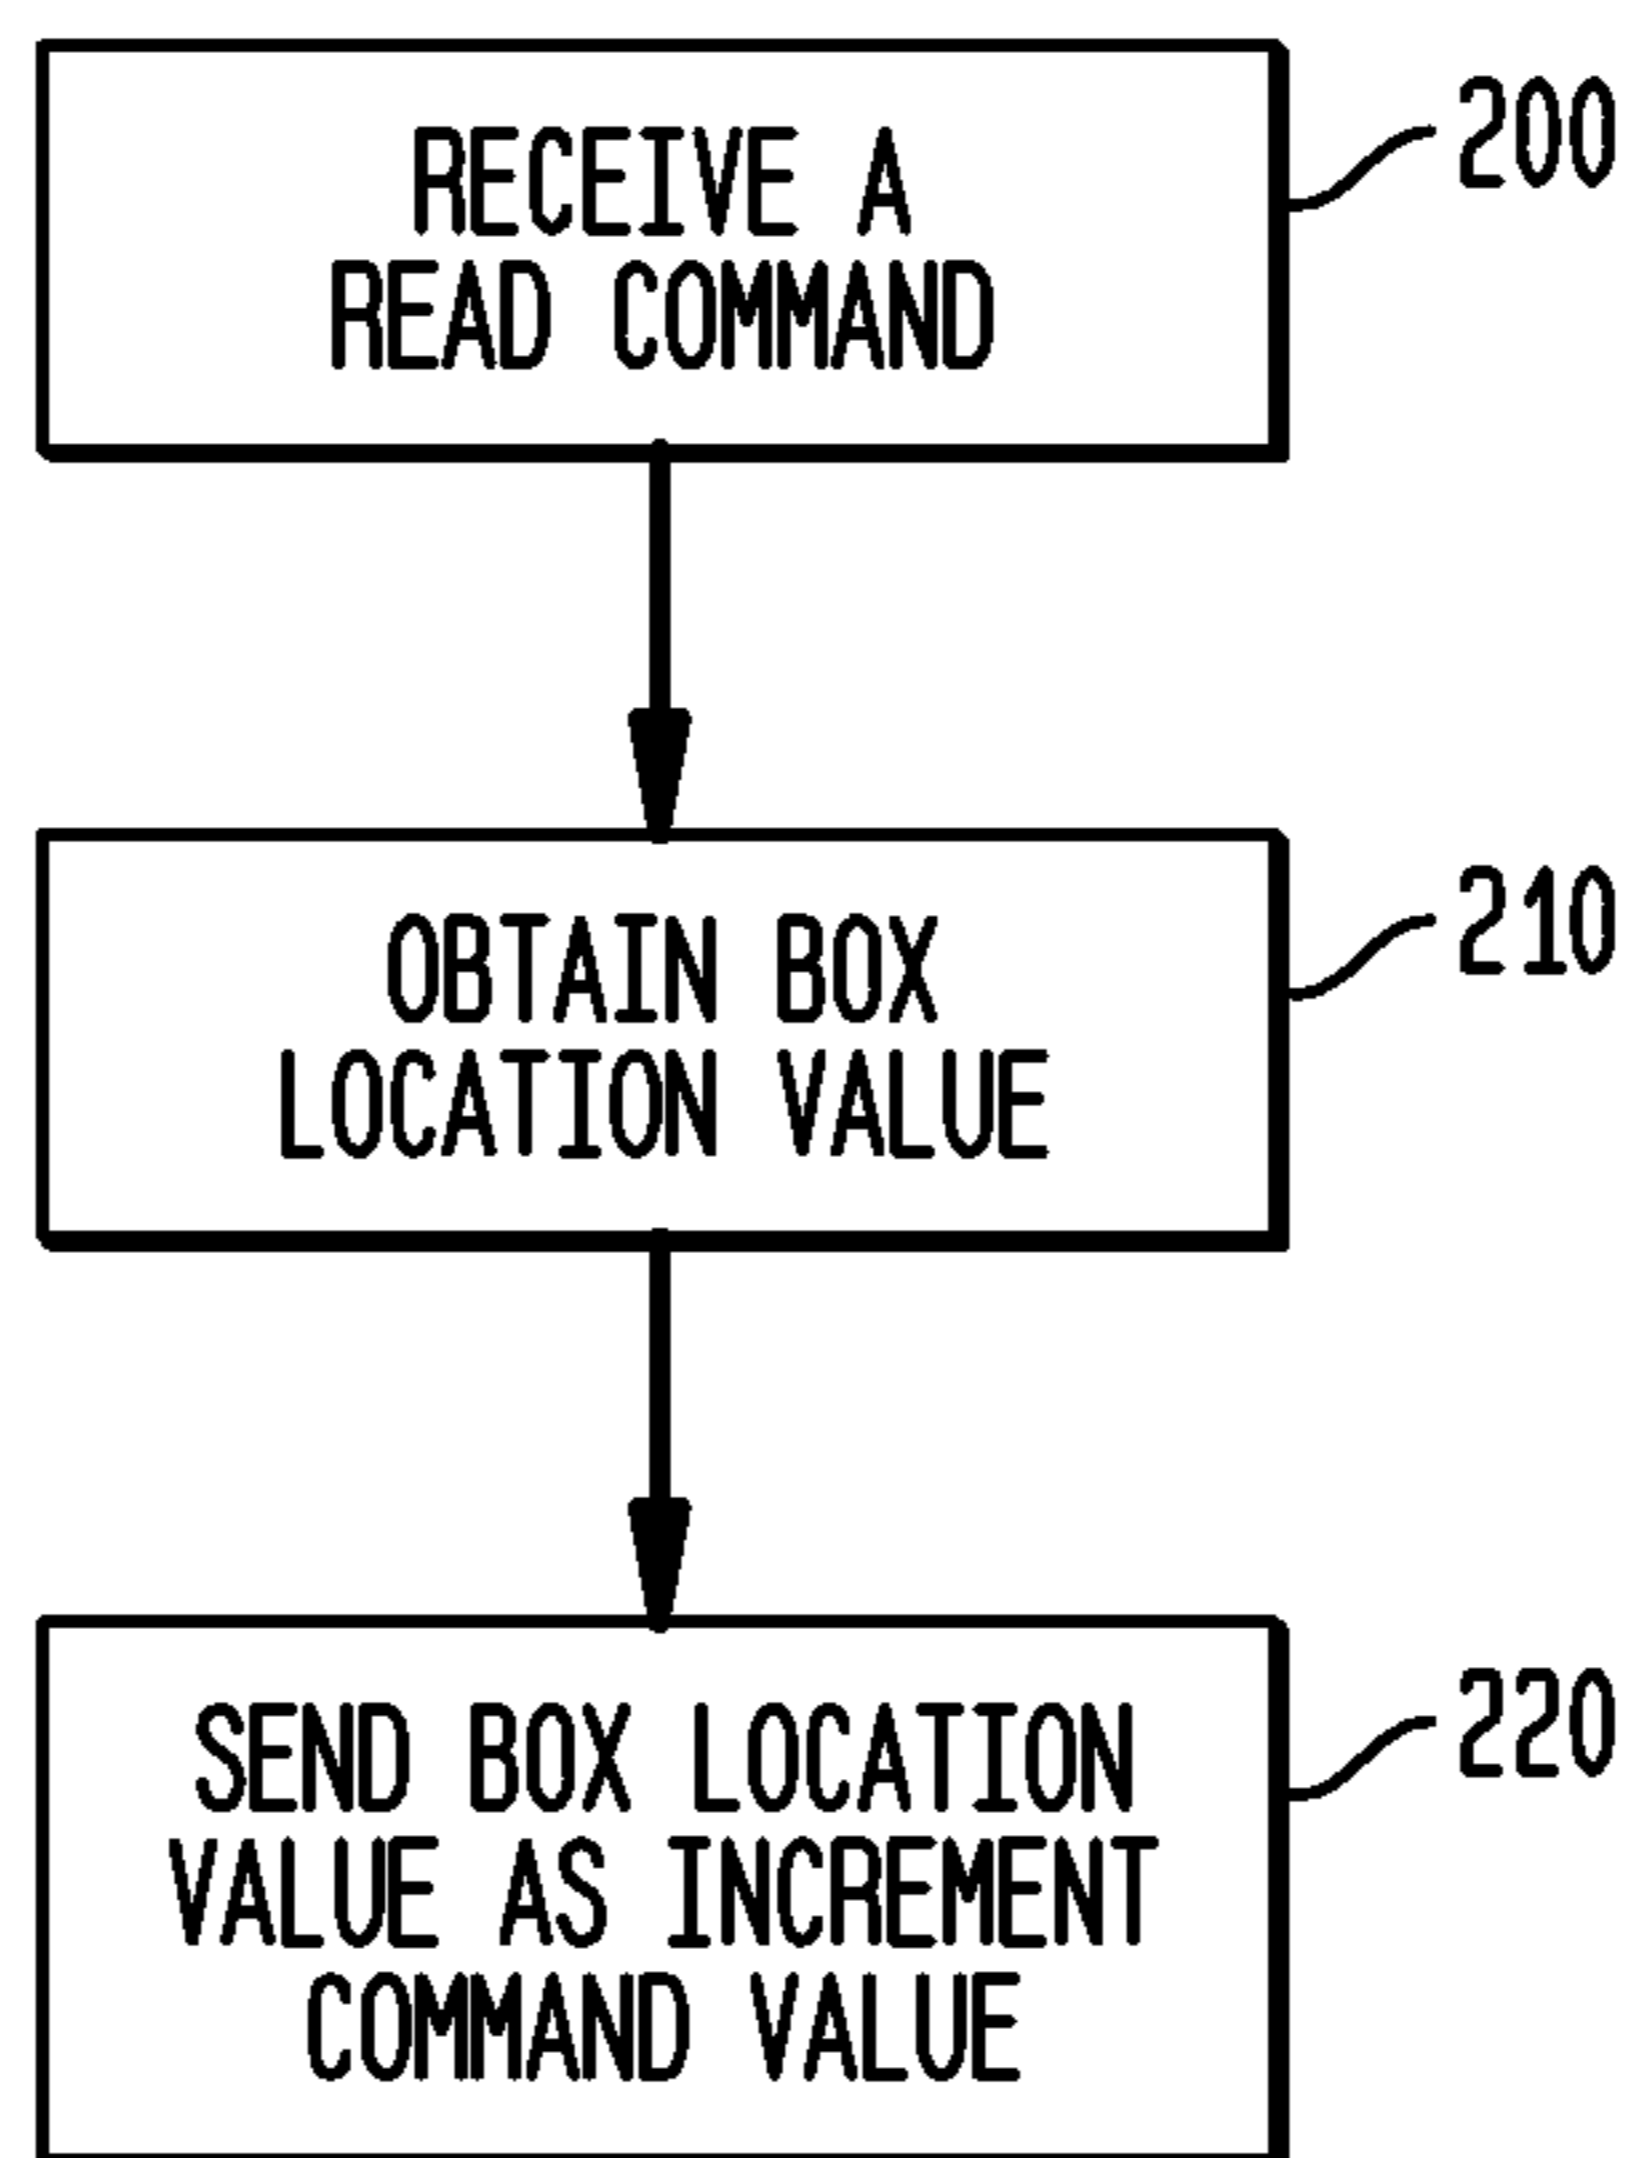 RECEIVE A
READ COMMAND
200
OBTAIN BOX
LOCATION VALUE
210
SEND BOX LOCATION
VALUE AS INCREMENT
COMMAND VALUE
220